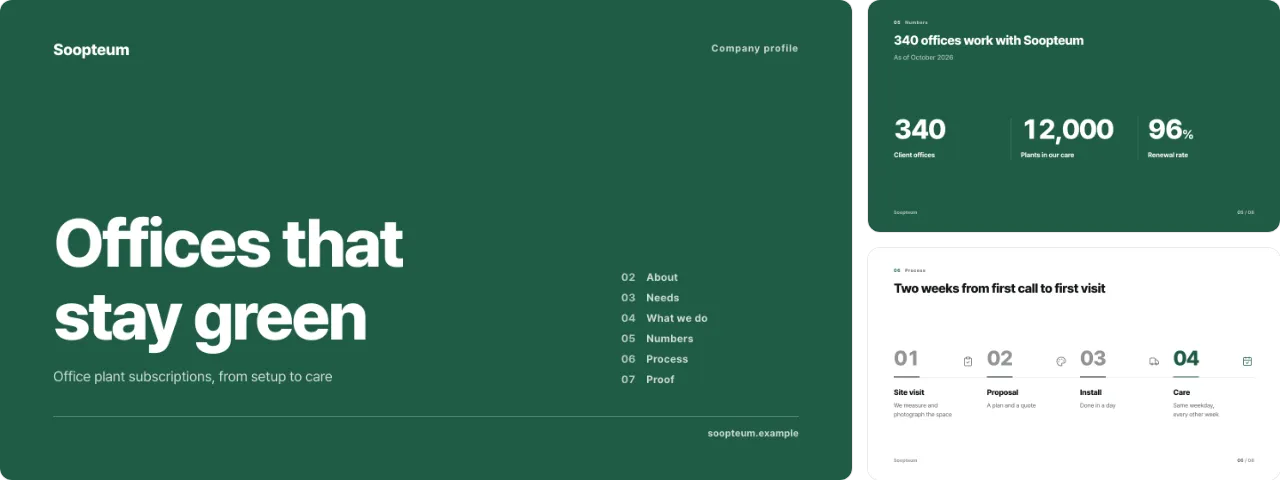 Soopteum
Company profile
Offices that
stay green
Office plant subscriptions, from setup to care
02 About
03 Needs
04 What we do
05 Numbers
06 Process
07 Proof
soopteum.example
05 Numbers
340 offices work with Soopteum
As of October 2026
340
Client offices
12,000
Plants in our care
96%
Renewal rate
Soopteum
05 / 08
06 Process
Two weeks from first call to first visit
01
Site visit
We measure and
photograph the space
02
Proposal
A plan and a quote
03
Install
Done in a day
04
Care
Same weekday,
every other week
Soopteum
06 / 08